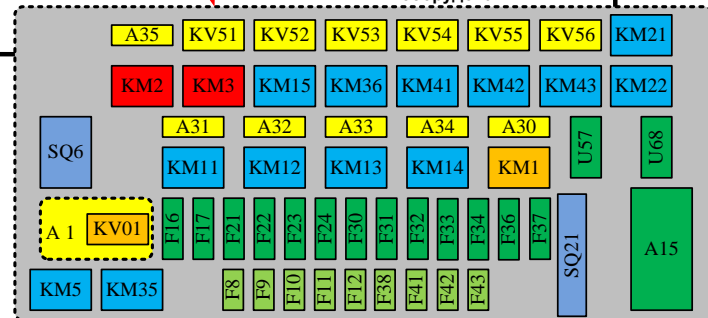 A35 KV51 KV52 KV53 KV54 KV55 KV56 KM21
KM2 KM3 KM15 KM36 KM41 KM42 KM43 KM22
A31 A32 A33 A34 A30
SQ6 KM11 KM12 KM13 KM14 KM1 U57 U68
A 1 KV01 F16 F17 F21 F22 F23 F24 F30 F31 F32 F33 F34 F36 F37 SQ21 A15
KM5 KM35 F8 F9 F10 F11 F12 F38 F41 F42 F43